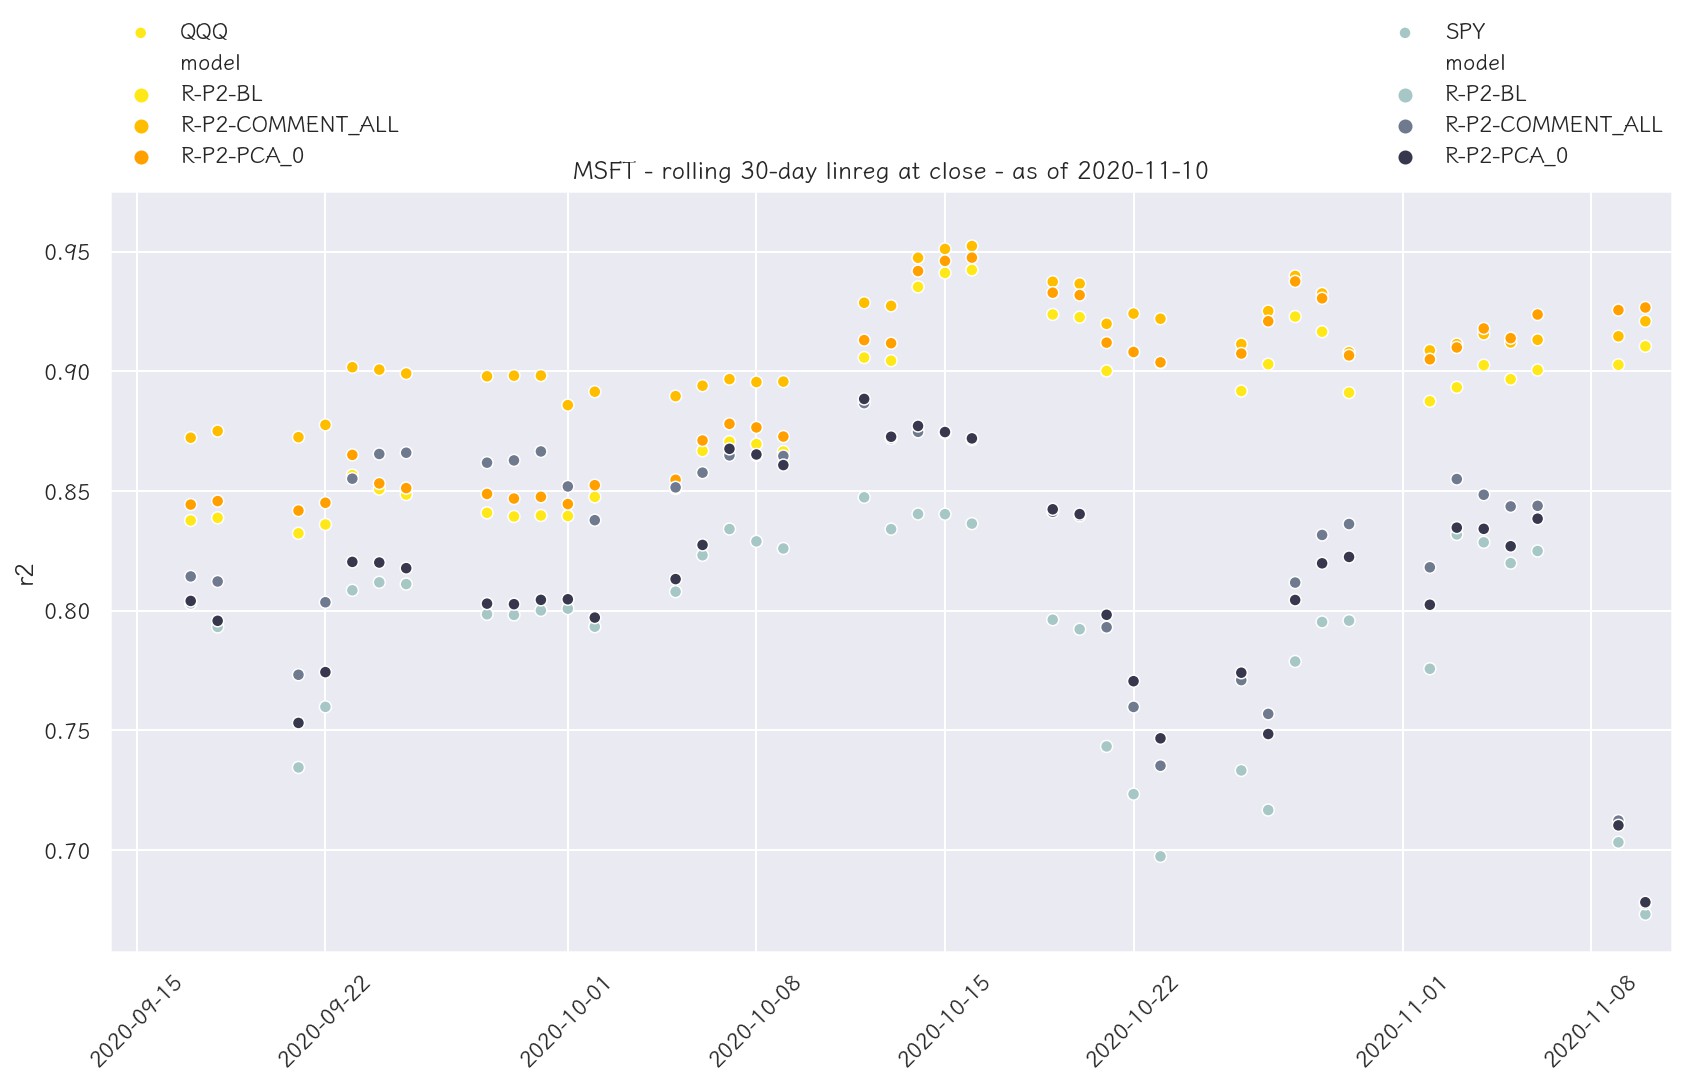 QQQ
model
R-P2-BL
R-P2-COMMENT_ALL
R-P2-PCA_0
SPY
model
R-P2-BL
R-P2-COMMENT_ALL
R-P2-PCA_0
MSFT - rolling 30-day linreg at close - as of 2020-11-10
0.95
0.90
0.85
0.80
0.75
0.70
r2
2020-09-15
2020-09-22
2020-10-01
2020-10-08
2020-10-15
2020-10-22
2020-11-01
2020-11-08